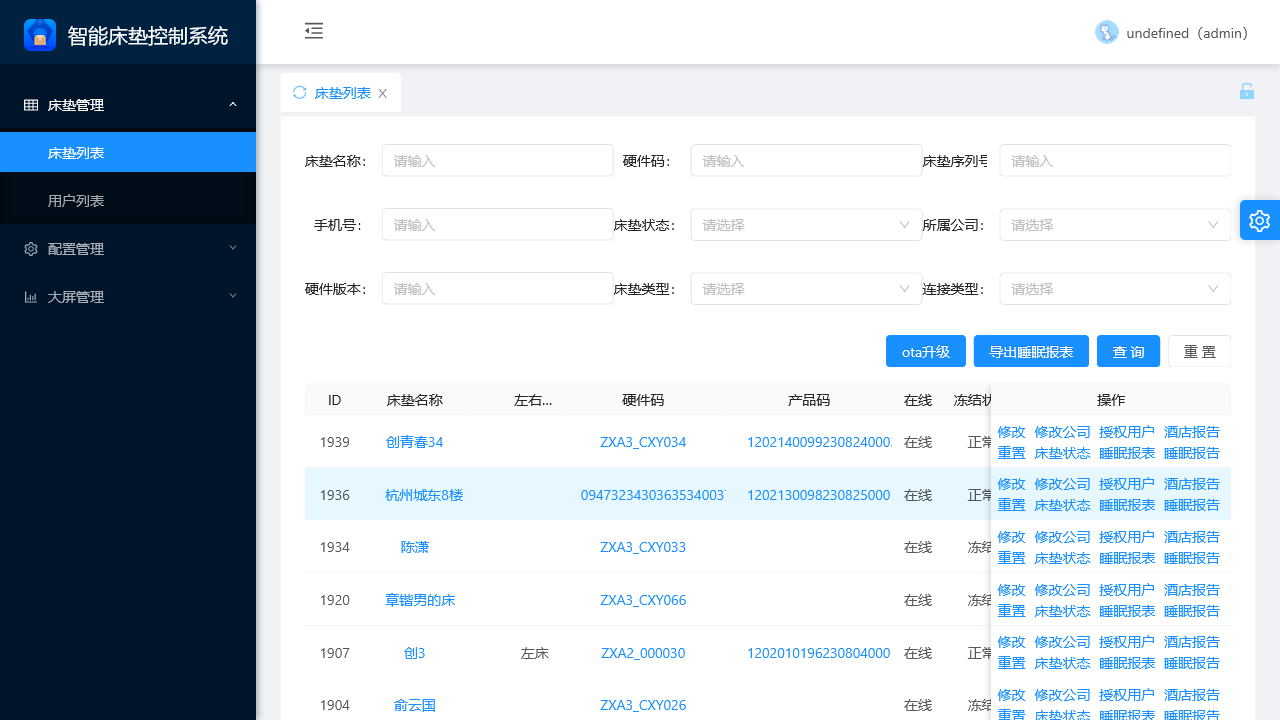 智能床垫控制系统
undefined（admin）
床垫管理
床垫列表
用户列表
配置管理
大屏管理
床垫列表
床垫名称： 请输入 硬件码： 请输入 床垫序列号 请输入
手机号： 请输入 床垫状态： 请选择 所属公司： 请选择
硬件版本： 请输入 床垫类型： 请选择 连接类型： 请选择
ota升级 导出睡眠报表 查 询 重 置
ID 床垫名称 左右... 硬件码 产品码 在线 冻结状 操作
1939 创青春34 ZXA3_CXY034 1202140099230824000 在线 正常 修改 修改公司 授权用户 酒店报告
重置 床垫状态 睡眠报表 睡眠报告
1936 杭州城东8楼 0947323430363534003 1202130098230825000 在线 正常 修改 修改公司 授权用户 酒店报告
重置 床垫状态 睡眠报表 睡眠报告
1934 陈潇 ZXA3_CXY033 在线 冻结 修改 修改公司 授权用户 酒店报告
重置 床垫状态 睡眠报表 睡眠报告
1920 章锴男的床 ZXA3_CXY066 在线 冻结 修改 修改公司 授权用户 酒店报告
重置 床垫状态 睡眠报表 睡眠报告
1907 创3 左床 ZXA2_000030 1202010196230804000 在线 正常 修改 修改公司 授权用户 酒店报告
重置 床垫状态 睡眠报表 睡眠报告
1904 俞云国 ZXA3_CXY026 在线 冻结 修改 修改公司 授权用户 酒店报告
重置 床垫状态 睡眠报表 睡眠报告